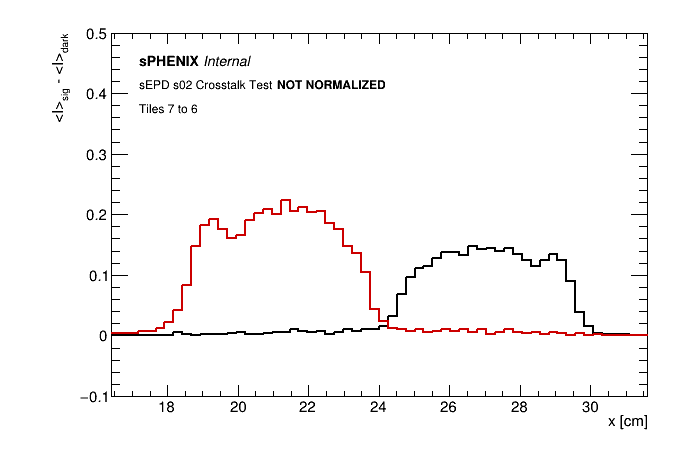 0.5
<I>sig - <I>dark
sPHENIX Internal
sEPD s02 Crosstalk Test NOT NORMALIZED
0.4
Tiles 7 to 6
0.3
0.2
0.1
0
−0.1
18 20 22 24 26 28 30
x [cm]